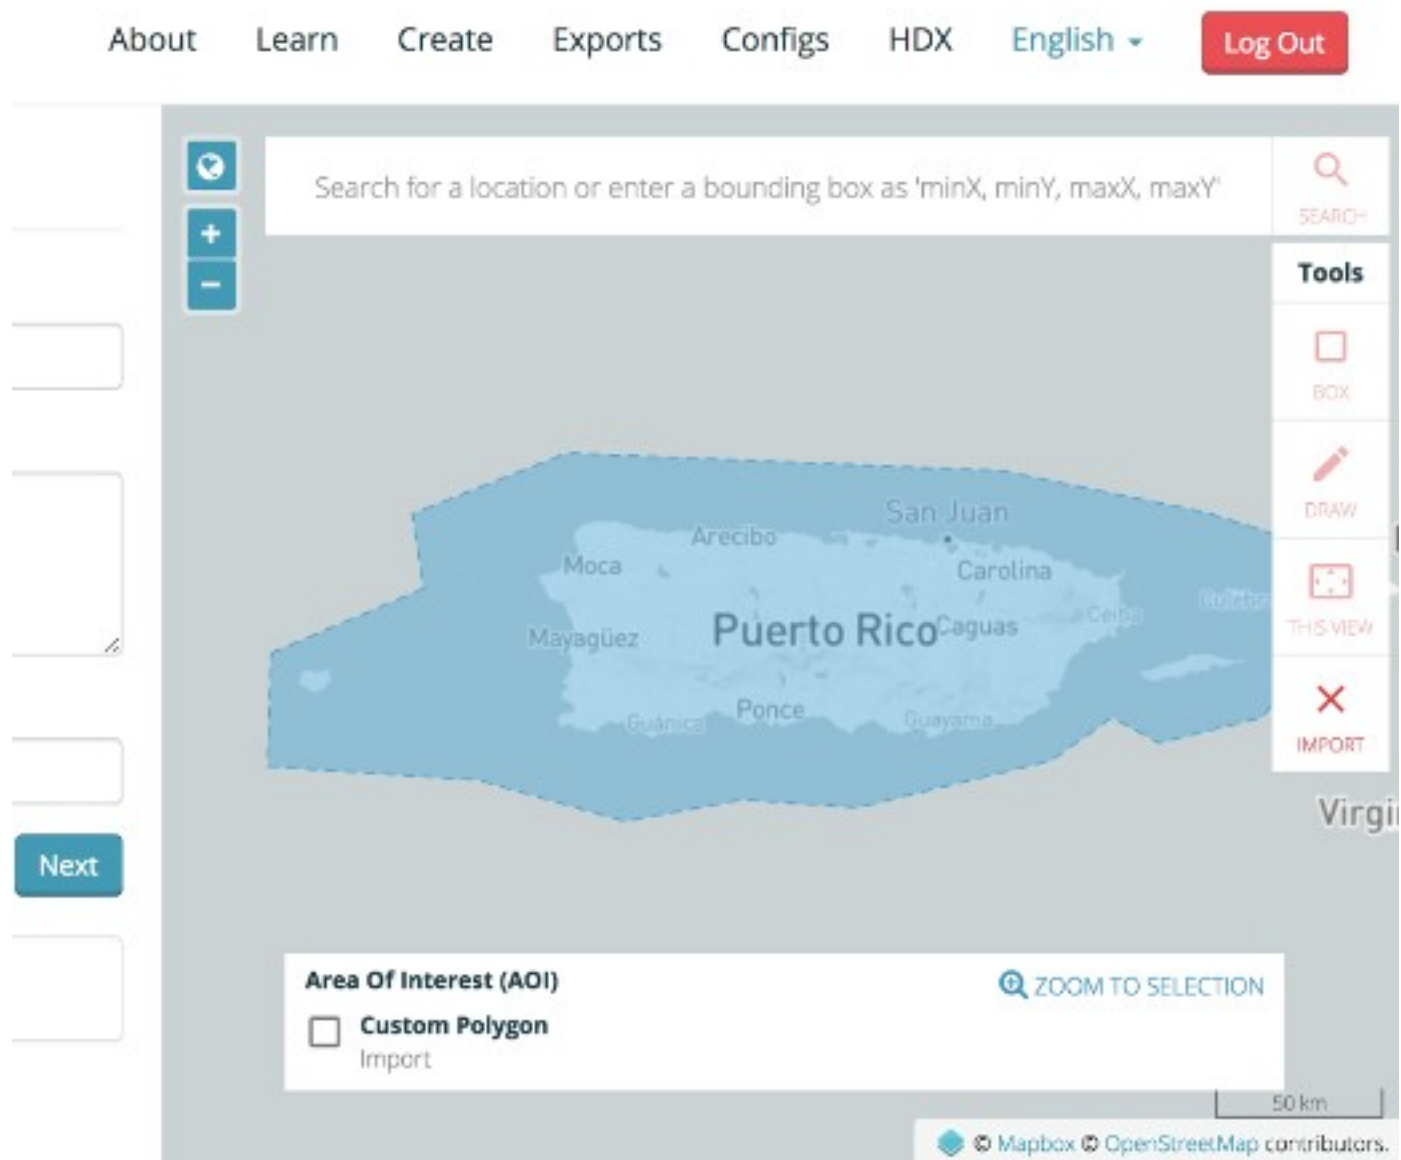 About Learn Create Exports Configs HDX English Log Out
Search for a location or enter a bounding box as 'minX, minY, maxX, maxY'
SEARCH
Tools
BOX
DRAW
THIS VIEW
IMPORT
San Juan
Arecibo
Moca
Carolina
Mayagüez
Puerto Rico
Caguas
Ceiba
Ponce
Guánica
Guayama
Next
Area Of Interest (AOI)
ZOOM TO SELECTION
Custom Polygon
Import
50 km
© Mapbox © OpenStreetMap contributors.